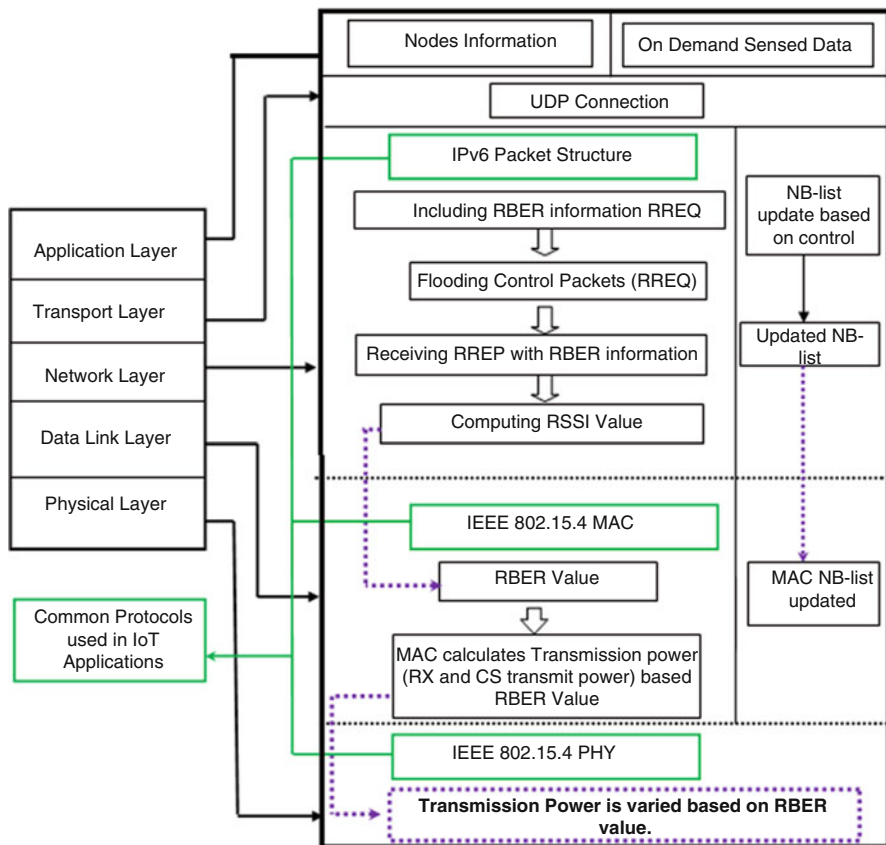 Nodes Information
On Demand Sensed Data
UDP Connection
IPv6 Packet Structure
Including RBER information RREQ
Flooding Control Packets (RREQ)
Receiving RREP with RBER information
Computing RSSI Value
NB-list
update based
on control
Updated NB-
list
Application Layer
Transport Layer
Network Layer
Data Link Layer
Physical Layer
IEEE 802.15.4 MAC
RBER Value
MAC NB-list
updated
MAC calculates Transmission power
(RX and CS transmit power) based
RBER Value
Common Protocols
used in IoT
Applications
IEEE 802.15.4 PHY
Transmission Power is varied based on RBER
value.